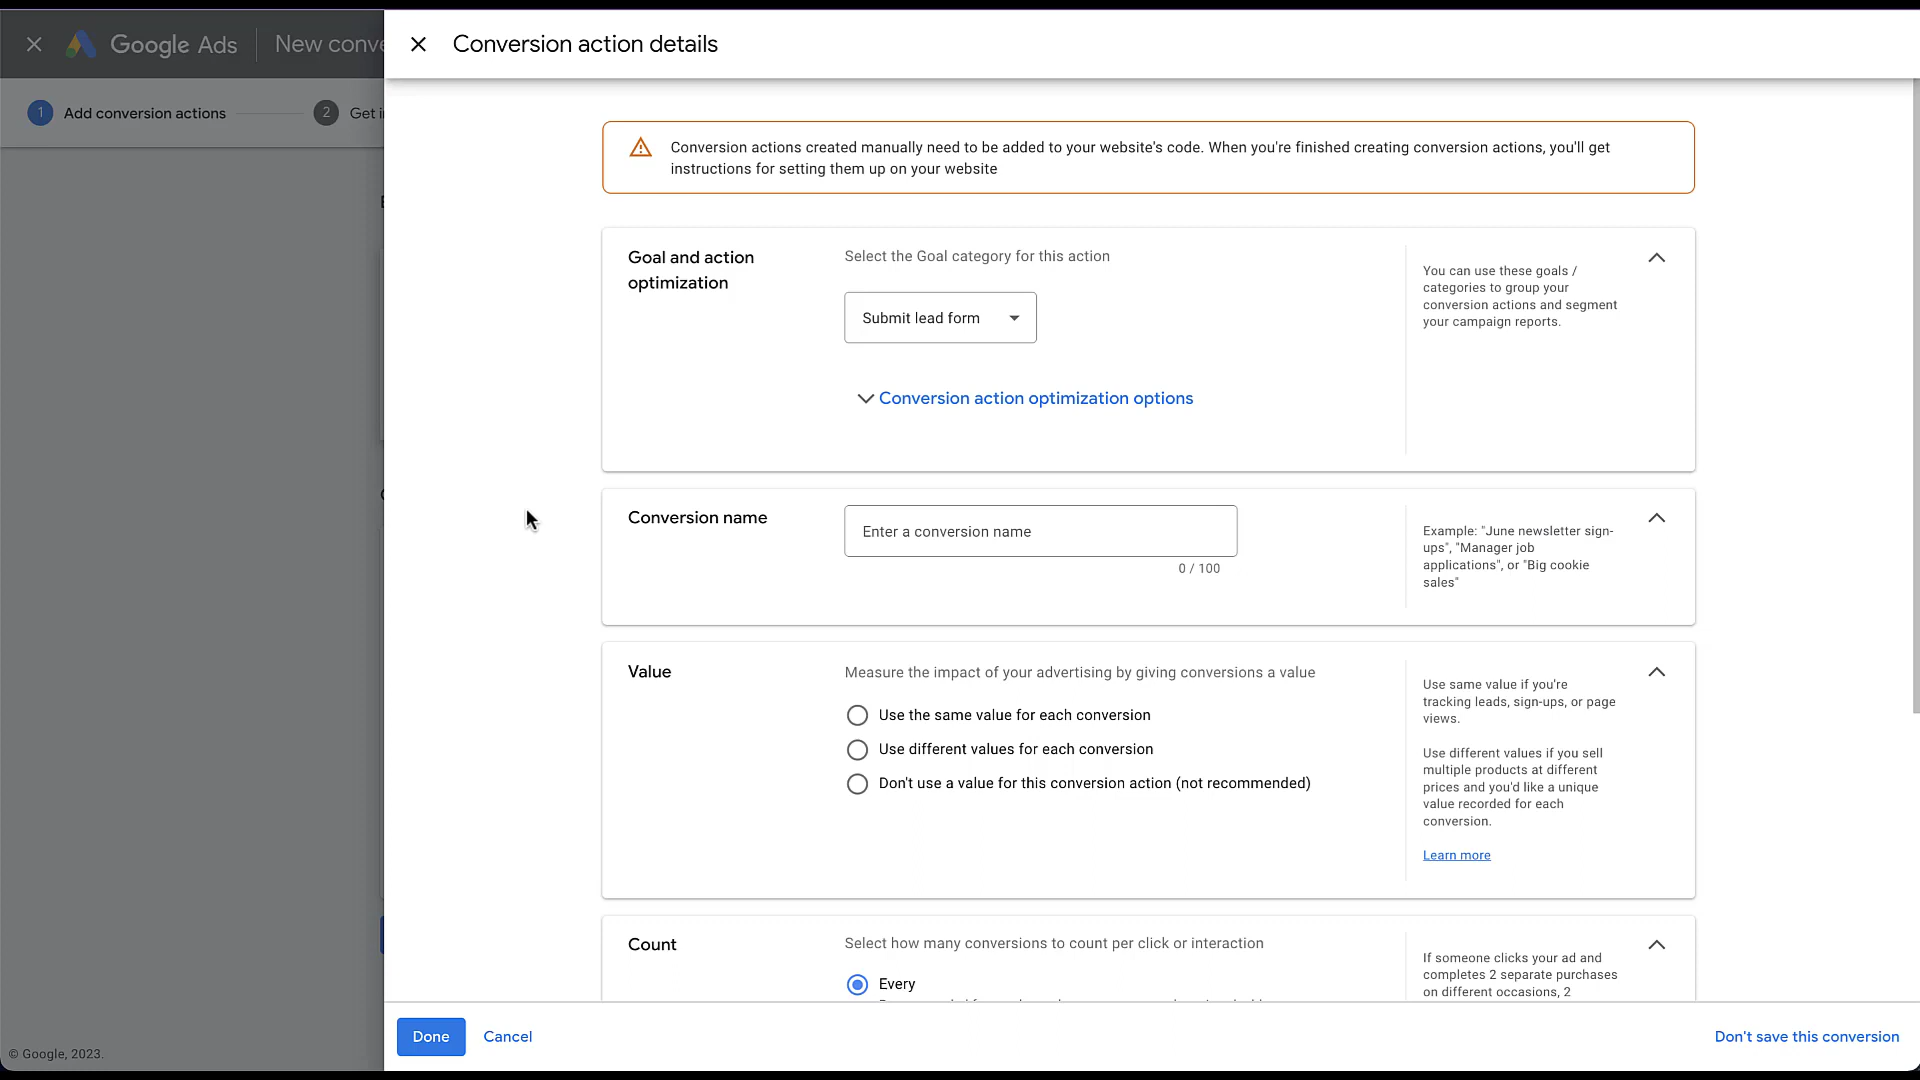 Google Ads
New conve
Conversion action details
1
Add conversion actions
2
Get i
Conversion actions created manually need to be added to your website's code. When you're finished creating conversion actions, you'll get
instructions for setting them up on your website
Goal and action
optimization
Select the Goal category for this action
Submit lead form
Conversion action optimization options
You can use these goals /
categories to group your
conversion actions and segment
your campaign reports.
Conversion name
Enter a conversion name
0 / 100
Example: "June newsletter sign-
ups", "Manager job
applications", or "Big cookie
sales"
Value
Measure the impact of your advertising by giving conversions a value
Use the same value for each conversion
Use different values for each conversion
Don't use a value for this conversion action (not recommended)
Use same value if you're
tracking leads, sign-ups, or page
views.
Use different values if you sell
multiple products at different
prices and you'd like a unique
value recorded for each
conversion.
Learn more
Count
Select how many conversions to count per click or interaction
Every
If someone clicks your ad and
completes 2 separate purchases
on different occasions, 2
Done
Cancel
Don't save this conversion
© Google, 2023.